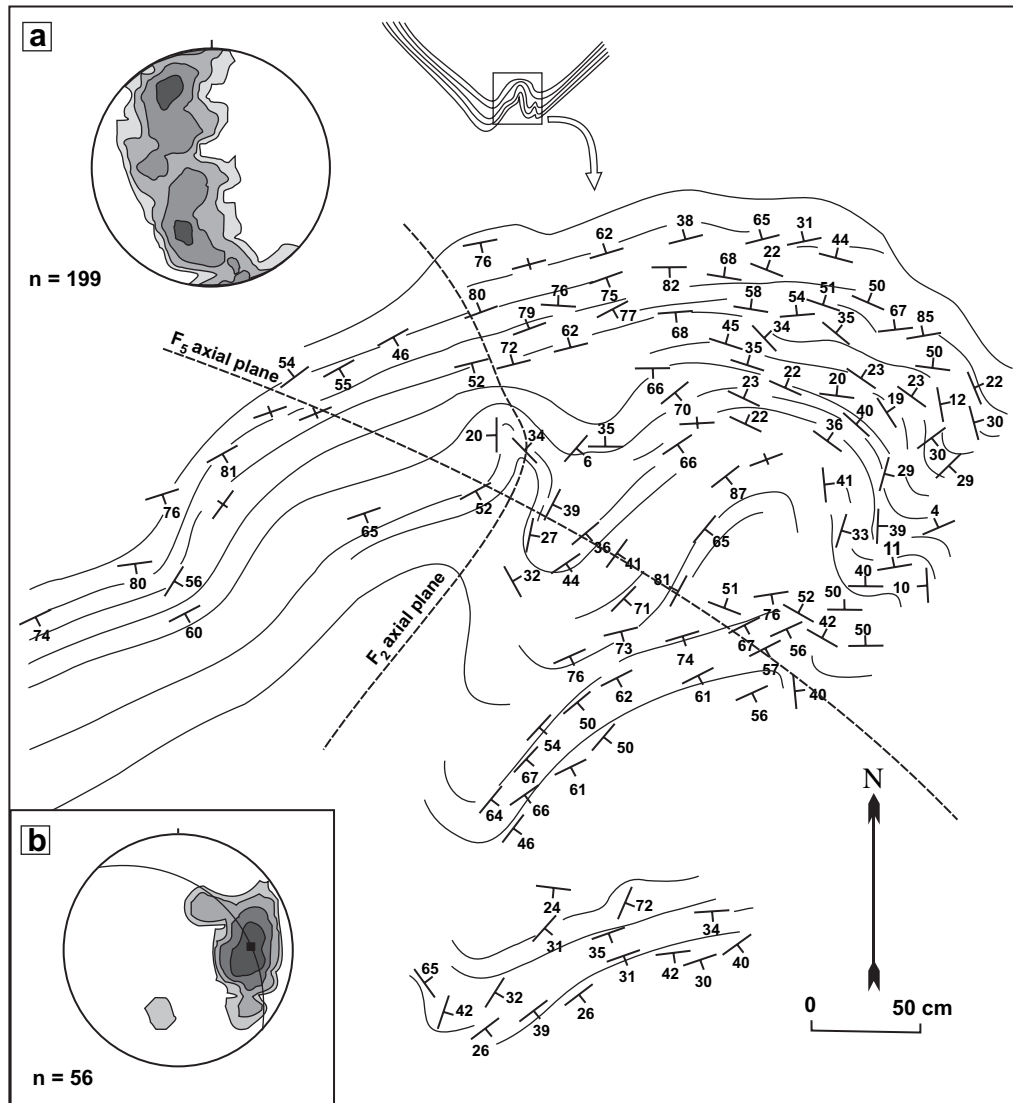 a
n = 199
F5 axial plane
F2 axial plane
38 65 31
62 44
76
68 22
82
80 76 75 58 54 51 50
79 77 67 85
62 68 45 34 35
46
54 72 35 50
55 52 66 22 23 22
23 20 23 12
20 34 35 70 19
6 22 40 30
36
81 66 30
52 87 41 29 29
76 39
65 4
27 65 33 39
36 11
80 56 32 44 41 81 40
10
51 52 50
71 76 42
74 60 73 67 50
74 56
76 57
62 61 40
50 56
54 50
67
61
64 66
46
b
n = 56
N
0 50 cm
24 72
31 34
35
65 31 42 30 40
32
42 26
39
26